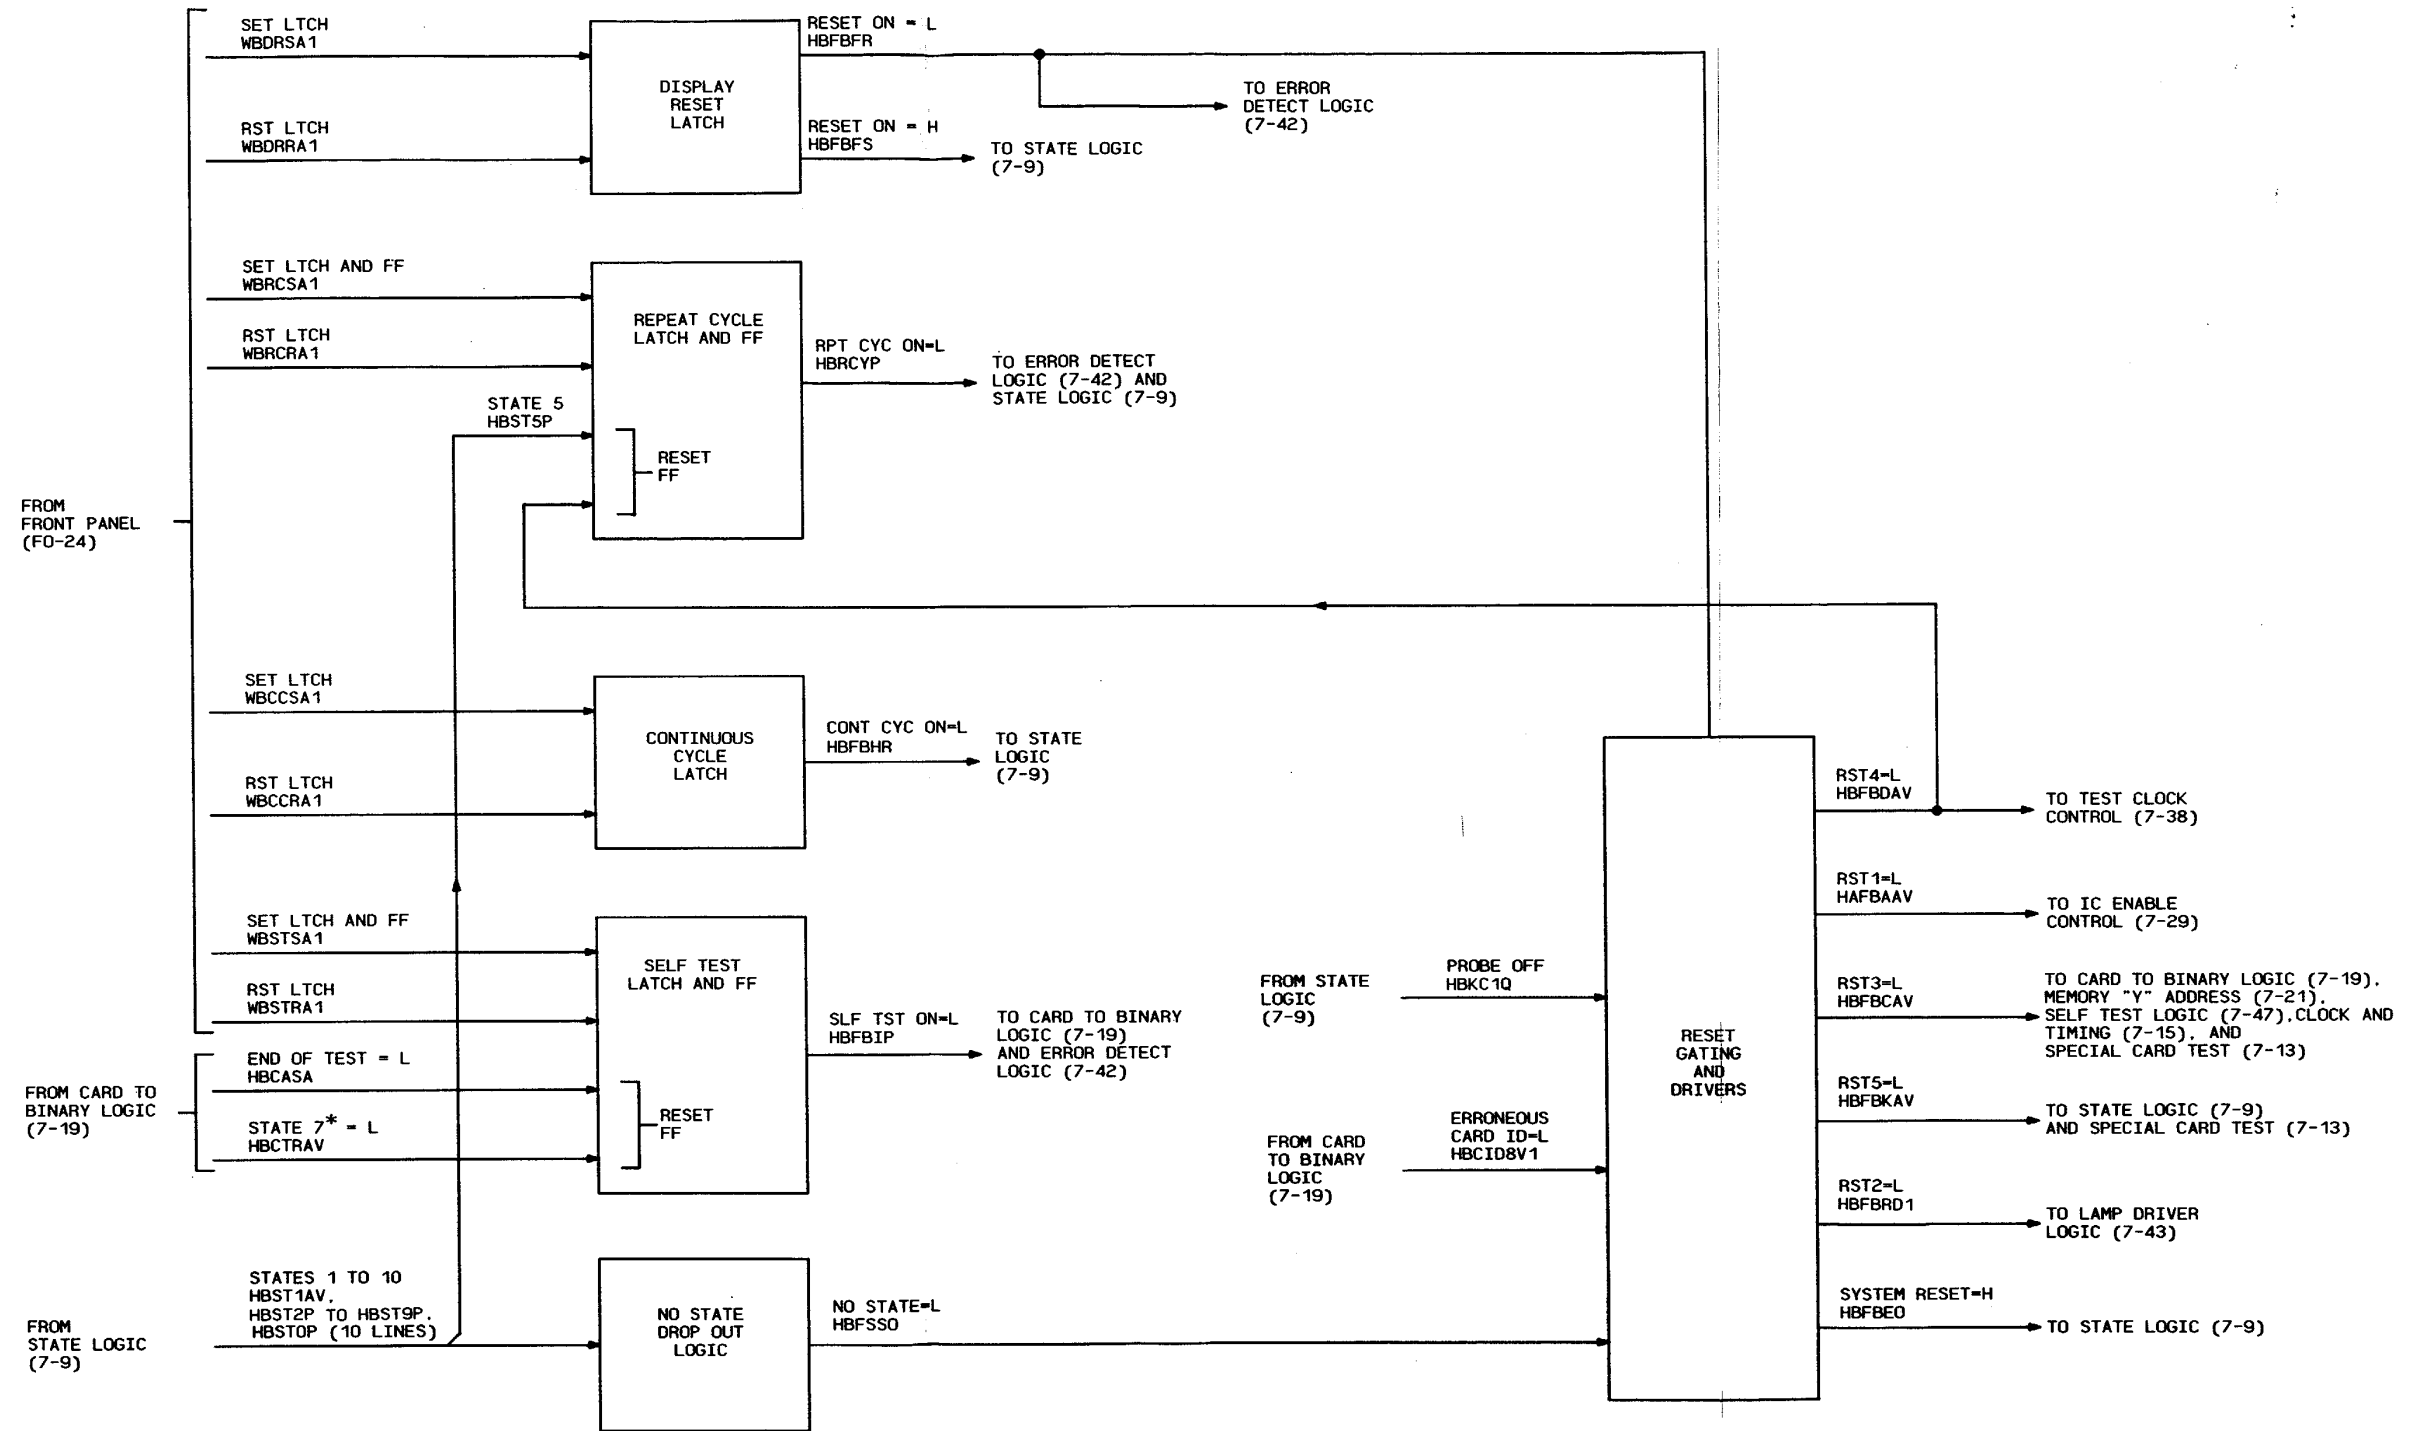 SET LTCH
WBDRSA1
RST LTCH
WBDRRA1
DISPLAY
RESET
LATCH
RESET ON = L
HBFBFR
TO ERROR
DETECT LOGIC
(7-42)
RESET ON = H
HBFBFS
TO STATE LOGIC
(7-9)
SET LTCH AND FF
WBRCSA1
RST LTCH
WBRCRA1
STATE 5
HBST5P
REPEAT CYCLE
LATCH AND FF
RESET
FF
RPT CYC ON=L
HBRCYP
TO ERROR DETECT
LOGIC (7-42) AND
STATE LOGIC (7-9)
FROM
FRONT PANEL
(FO-24)
SET LTCH
WBCCSA1
RST LTCH
WBCCRA1
CONTINUOUS
CYCLE
LATCH
CONT CYC ON=L
HBFBHR
TO STATE
LOGIC
(7-9)
SET LTCH AND FF
WBSTSA1
RST LTCH
WBSTRA1
END OF TEST = L
HBCASA
STATE 7* = L
HBCTRAV
FROM CARD TO
BINARY LOGIC
(7-19)
SELF TEST
LATCH AND FF
RESET
FF
SLF TST ON=L
HBFBIP
TO CARD TO BINARY
LOGIC (7-19)
AND ERROR DETECT
LOGIC (7-42)
FROM
STATE LOGIC
(7-9)
STATES 1 TO 10
HBST1AV,
HBST2P TO HBST9P,
HBST0P (10 LINES)
NO STATE
DROP OUT
LOGIC
NO STATE=L
HBFSSO
FROM STATE
LOGIC
(7-9)
PROBE OFF
HBKC1Q
FROM CARD
TO BINARY
LOGIC
(7-19)
ERRONEOUS
CARD ID=L
HBCID8V1
RESET
GATING
AND
DRIVERS
RST4=L
HBFBDAV
TO TEST CLOCK
CONTROL (7-38)
RST1=L
HAFBAAV
TO IC ENABLE
CONTROL (7-29)
RST3=L
HBFBCAV
TO CARD TO BINARY LOGIC (7-19),
MEMORY "Y" ADDRESS (7-21),
SELF TEST LOGIC (7-47),CLOCK AND
TIMING (7-15), AND
SPECIAL CARD TEST (7-13)
RST5=L
HBFBKAV
TO STATE LOGIC (7-9)
AND SPECIAL CARD TEST (7-13)
RST2=L
HBFBRD1
TO LAMP DRIVER
LOGIC (7-43)
SYSTEM RESET=H
HBFBEO
TO STATE LOGIC (7-9)